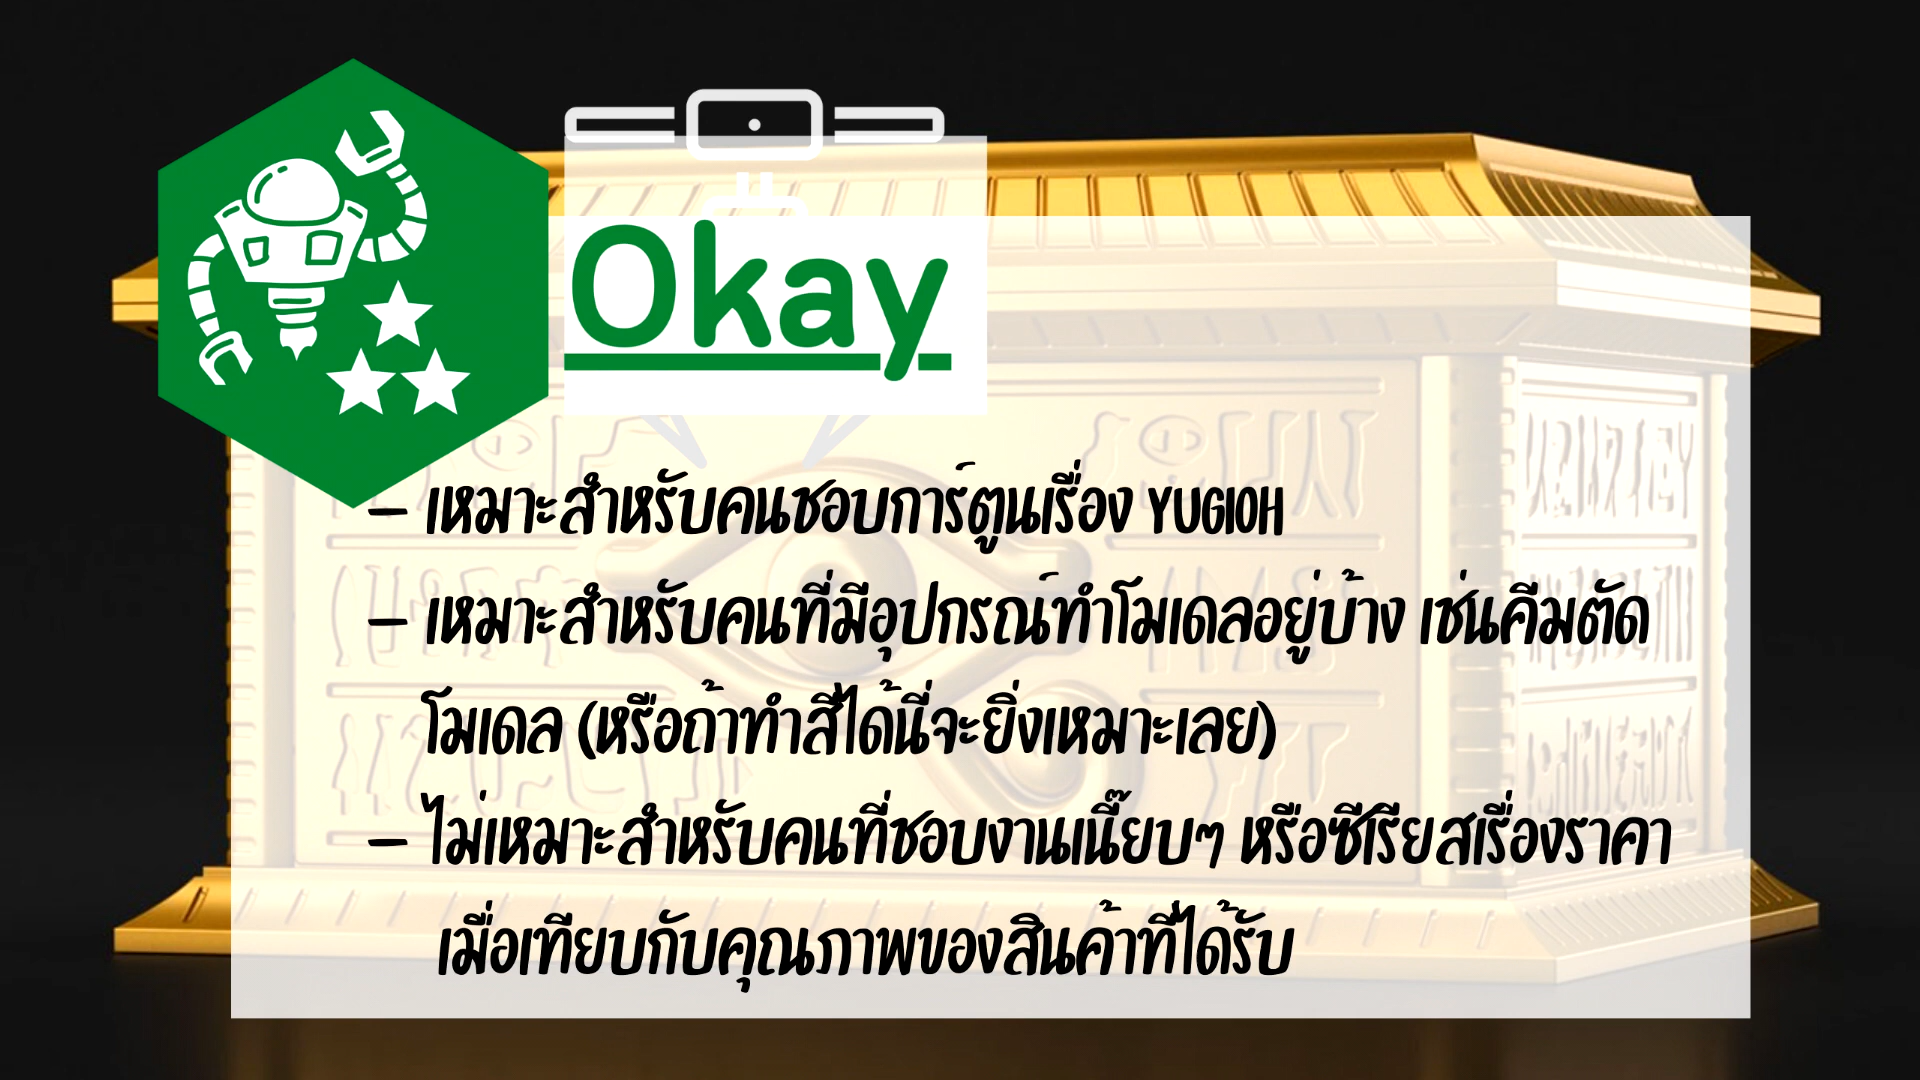 Okay
– เหมาะสำหรับคนชอบการ์ตูนเรื่อง YUGIOH
– เหมาะสำหรับคนที่มีอุปกรณ์ทำโมเดลอยู่บ้าง เช่นคีมตัด
โมเดล (หรือถ้าทำสีได้นี่จะยิ่งเหมาะเลย)
– ไม่เหมาะสำหรับคนที่ชอบงานเนี๊ยบๆ หรือซีเรียสเรื่องราคา
เมื่อเทียบกับคุณภาพของสินค้าที่ได้รับ